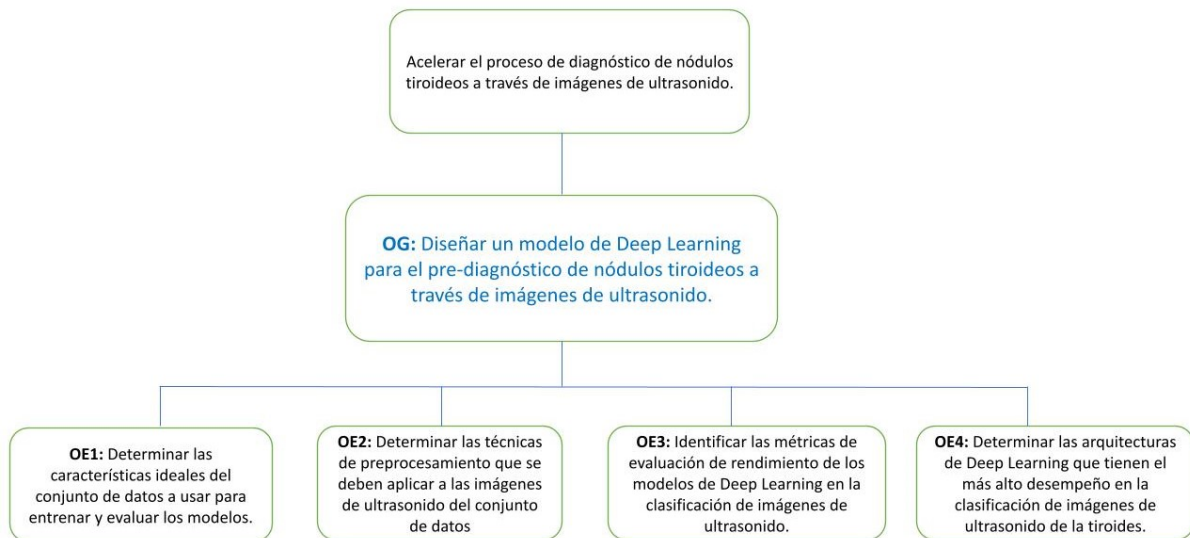 Acelerar el proceso de diagnóstico de nódulos
tiroideos a través de imágenes de ultrasonido.
OG: Diseñar un modelo de Deep Learning
para el pre-diagnóstico de nódulos tiroideos a
través de imágenes de ultrasonido.
OE1: Determinar las
características ideales del
conjunto de datos a usar para
entrenar y evaluar los modelos.
OE2: Determinar las técnicas
de preprocesamiento que se
deben aplicar a las imágenes
de ultrasonido del conjunto
de datos
OE3: Identificar las métricas de
evaluación de rendimiento de los
modelos de Deep Learning en la
clasificación de imágenes de
ultrasonido.
OE4: Determinar las arquitecturas
de Deep Learning que tienen el
más alto desempeño en la
clasificación de imágenes de
ultrasonido de la tiroides.